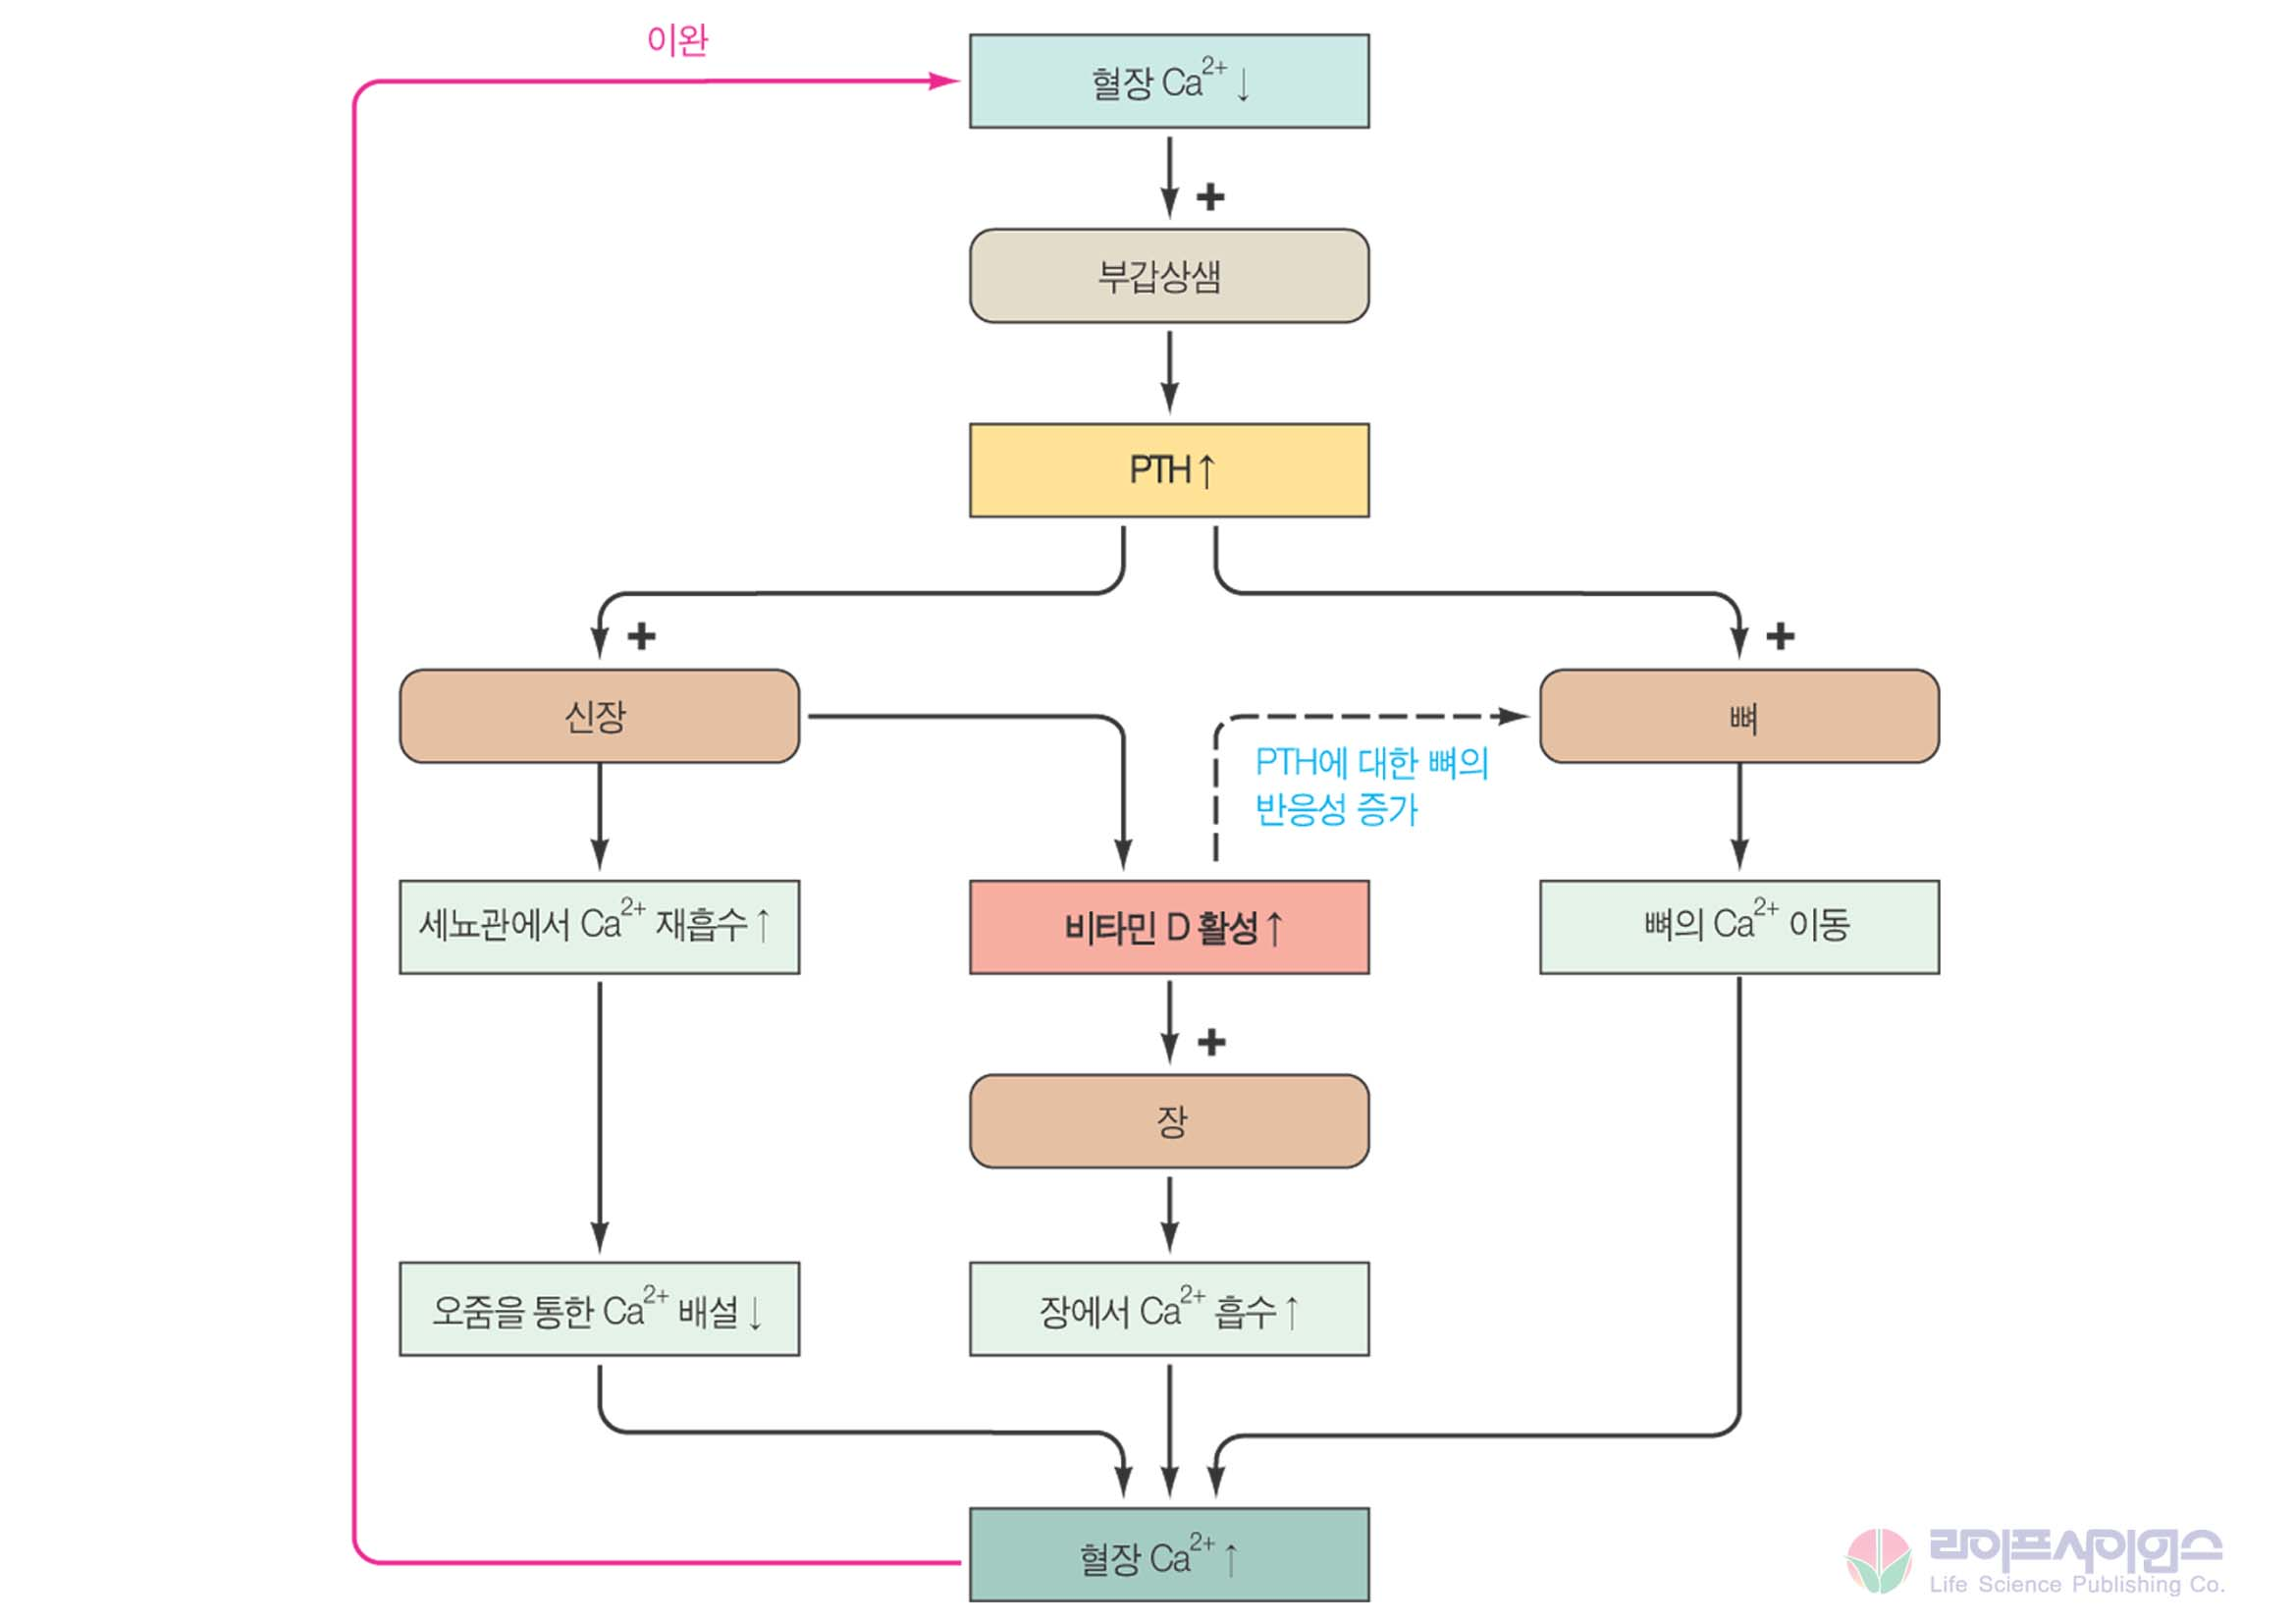 이완
혈장 Ca2+ ↓
+
부갑상샘
PTH ↑
+
+
신장
뼈
PTH에 대한 뼈의
반응성 증가
세뇨관에서 Ca2+ 재흡수 ↑
비타민 D 활성 ↑
뼈의 Ca2+ 이동
+
장
오줌을 통한 Ca2+ 배설 ↓
장에서 Ca2+ 흡수 ↑
혈장 Ca2+ ↑
라이프사이언스
Life Science Publishing Co.